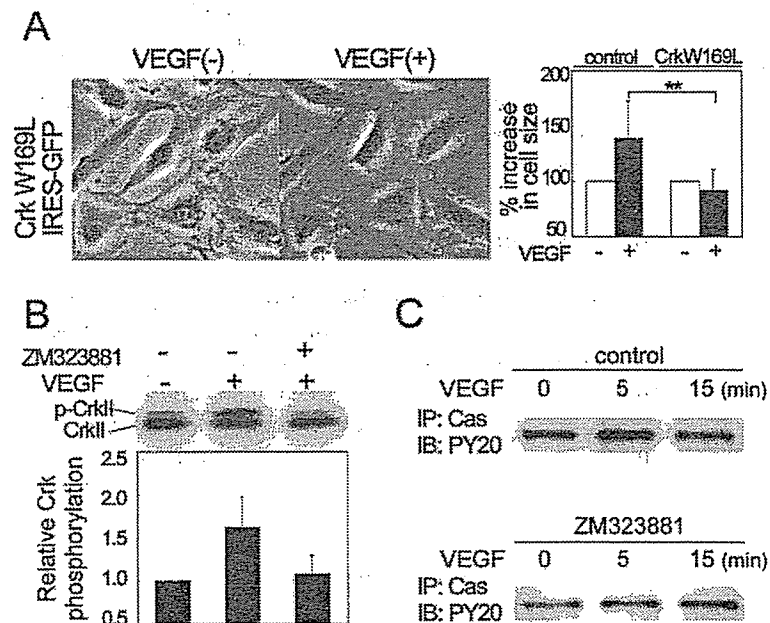 A
VEGF(-) VEGF(+)
Crk W169L
IRES-GFP
control CrkW169L
% increase
in cell size
200
150
100
50
**
VEGF - + - +
B
ZM323881 - - +
VEGF - + +
p-CrkII
CrkII
Relative Crk
phosphorylation
2.5
2.0
1.5
1.0
0.5
C
control
VEGF 0 5 15 (min)
IP: Cas
IB: PY20
ZM323881
VEGF 0 5 15 (min)
IP: Cas
IB: PY20